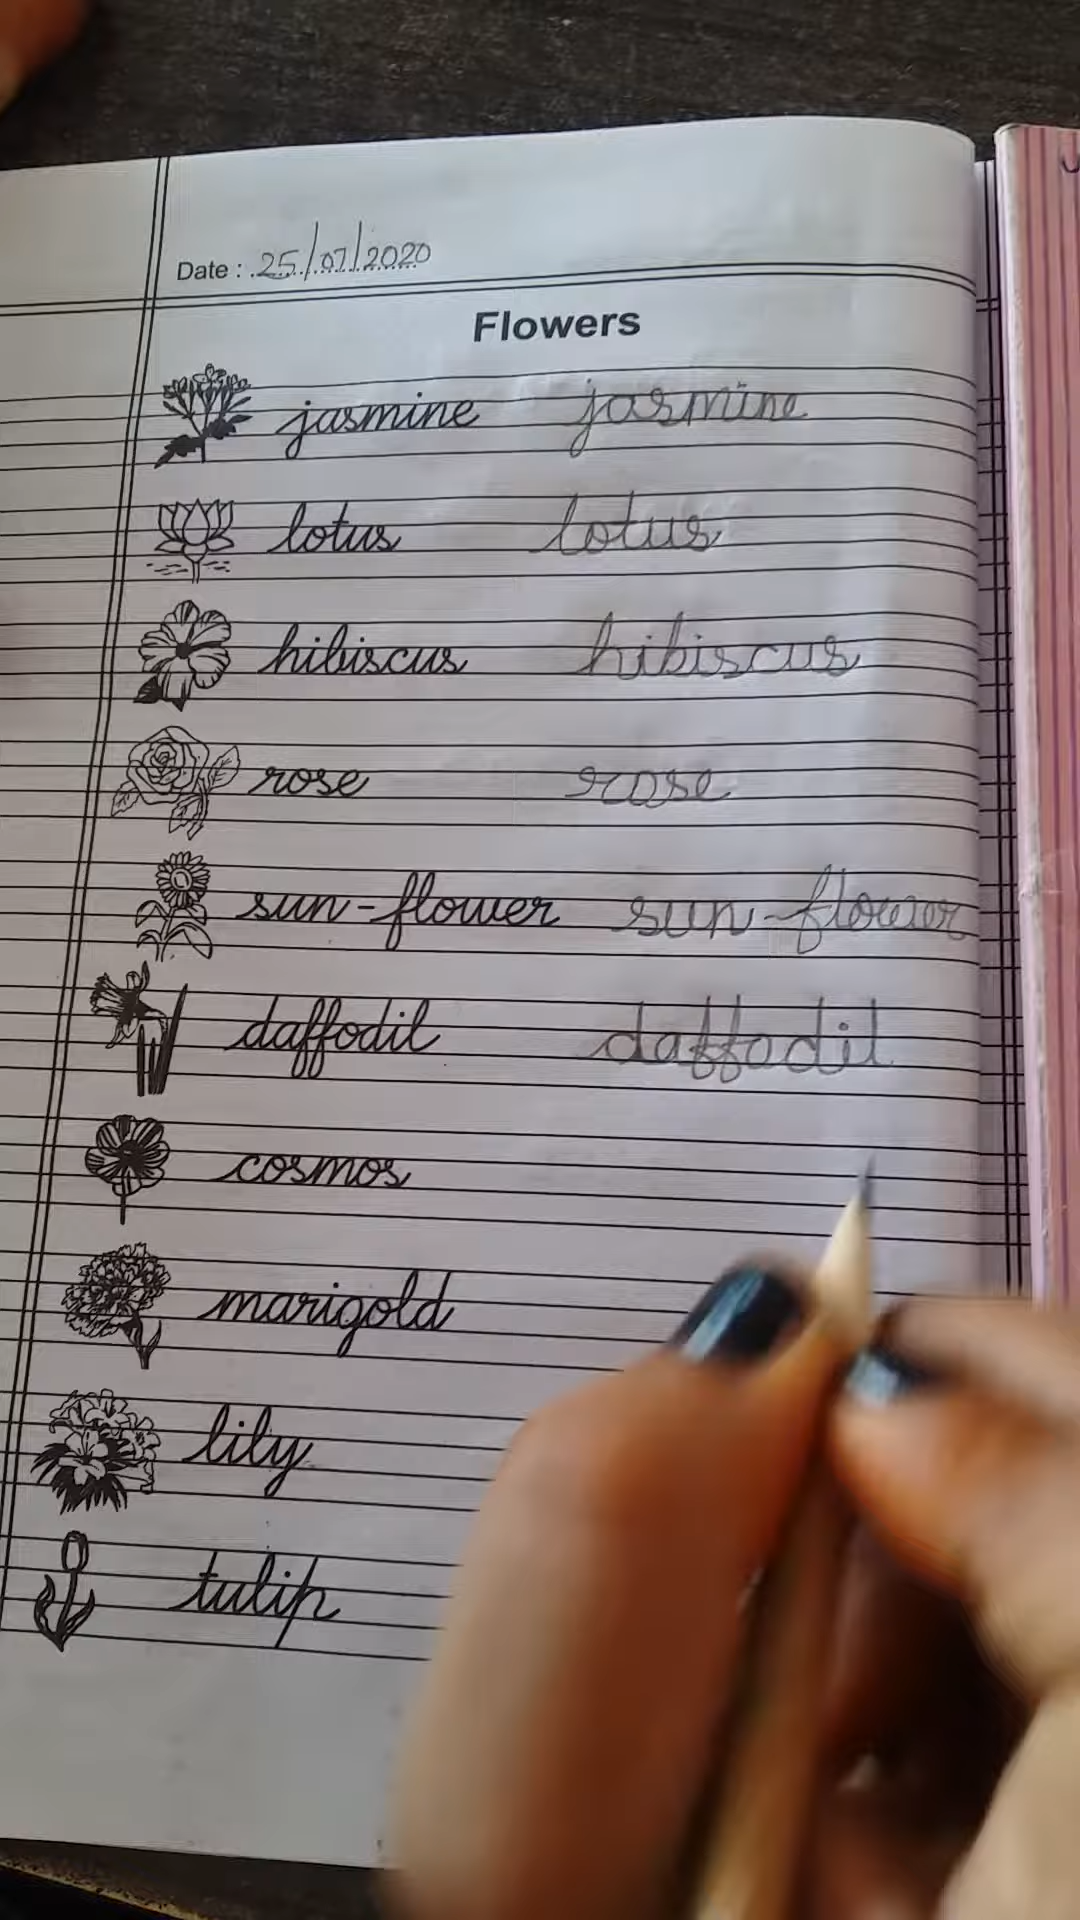 Date : 25/07/2020
Flowers
jasmine jasmine
lotus lotus
hibiscus hibiscus
rose rose
sun-flower sun-flower
daffodil daffodil
cosmos
marigold
lily
tulip